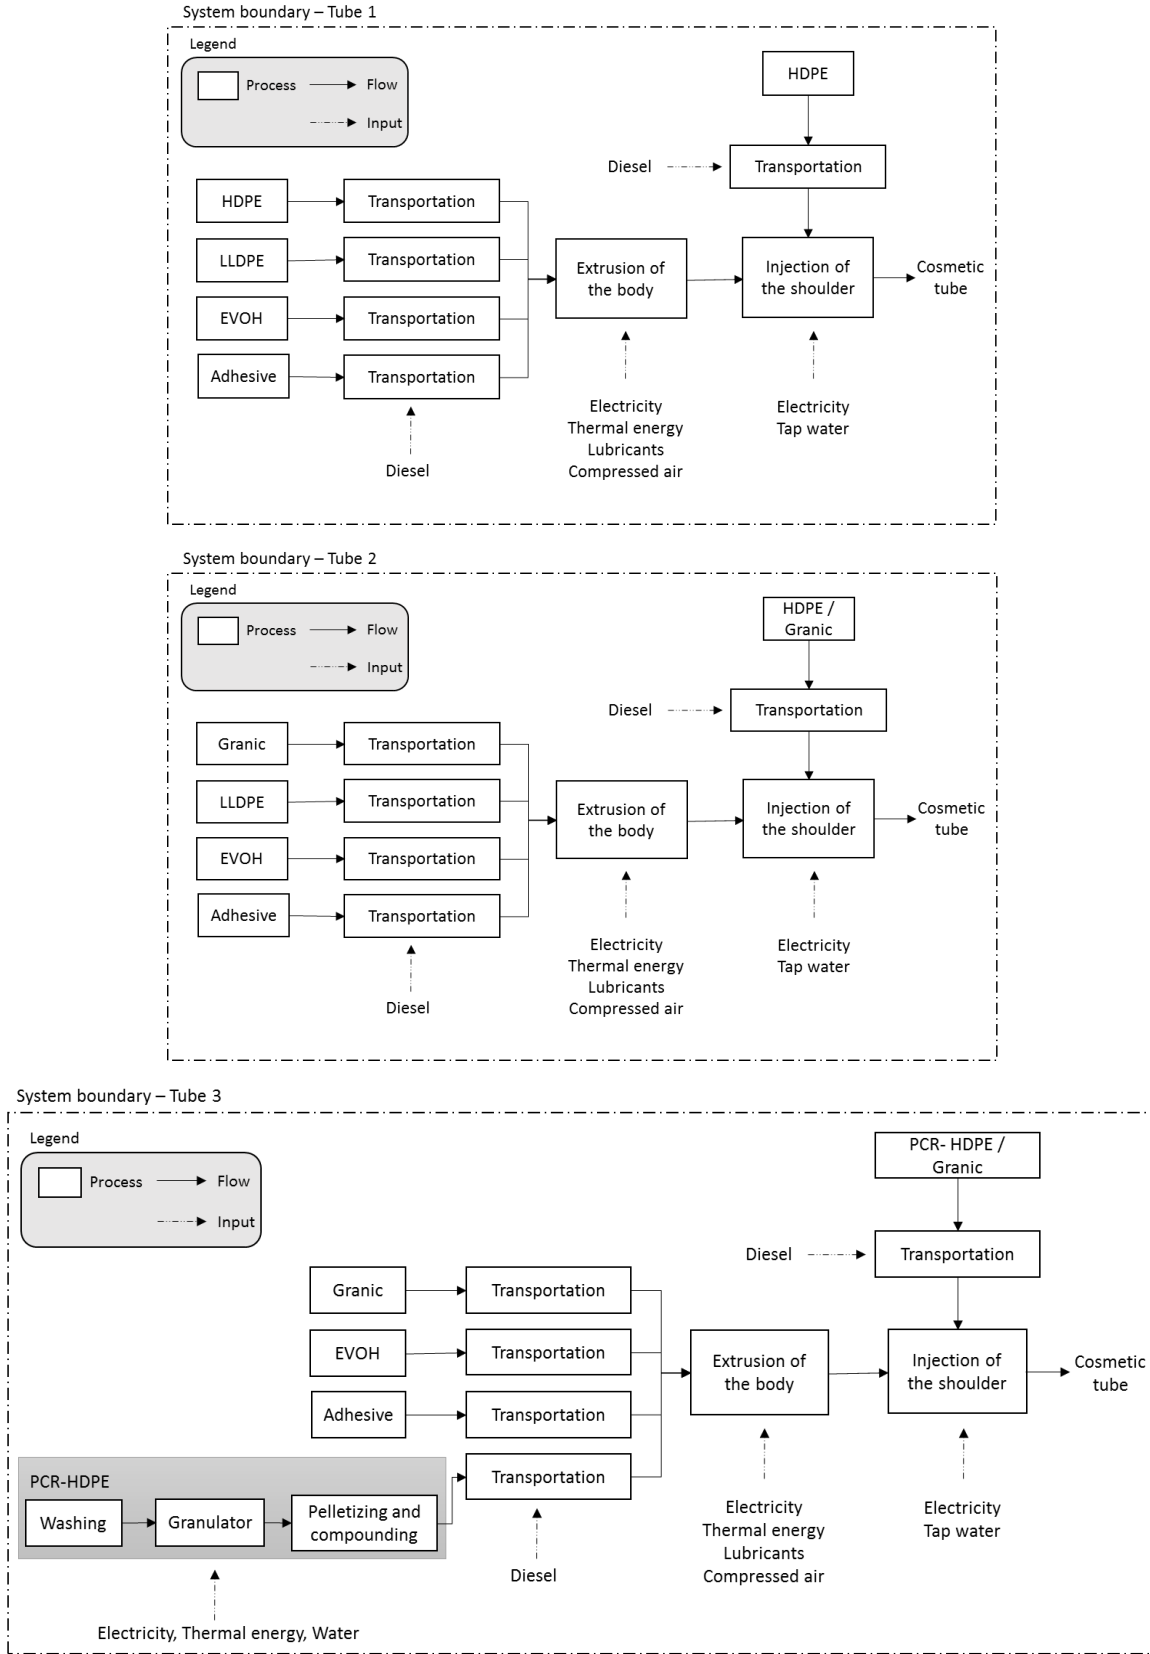 System boundary – Tube 1
Legend
Process
Flow
Input
HDPE
Diesel
Transportation
HDPE
Transportation
LLDPE
Transportation
EVOH
Transportation
Adhesive
Transportation
Extrusion of
the body
Injection of
the shoulder
Cosmetic
tube
Diesel
Electricity
Thermal energy
Lubricants
Compressed air
Electricity
Tap water
System boundary – Tube 2
Legend
Process
Flow
Input
HDPE /
Granic
Diesel
Transportation
Granic
Transportation
LLDPE
Transportation
EVOH
Transportation
Adhesive
Transportation
Extrusion of
the body
Injection of
the shoulder
Cosmetic
tube
Diesel
Electricity
Thermal energy
Lubricants
Compressed air
Electricity
Tap water
System boundary – Tube 3
Legend
Process
Flow
Input
PCR- HDPE /
Granic
Diesel
Transportation
Granic
Transportation
EVOH
Transportation
Adhesive
Transportation
Transportation
PCR-HDPE
Washing
Granulator
Pelletizing and
compounding
Extrusion of
the body
Injection of
the shoulder
Cosmetic
tube
Diesel
Electricity
Thermal energy
Lubricants
Compressed air
Electricity
Tap water
Electricity, Thermal energy, Water